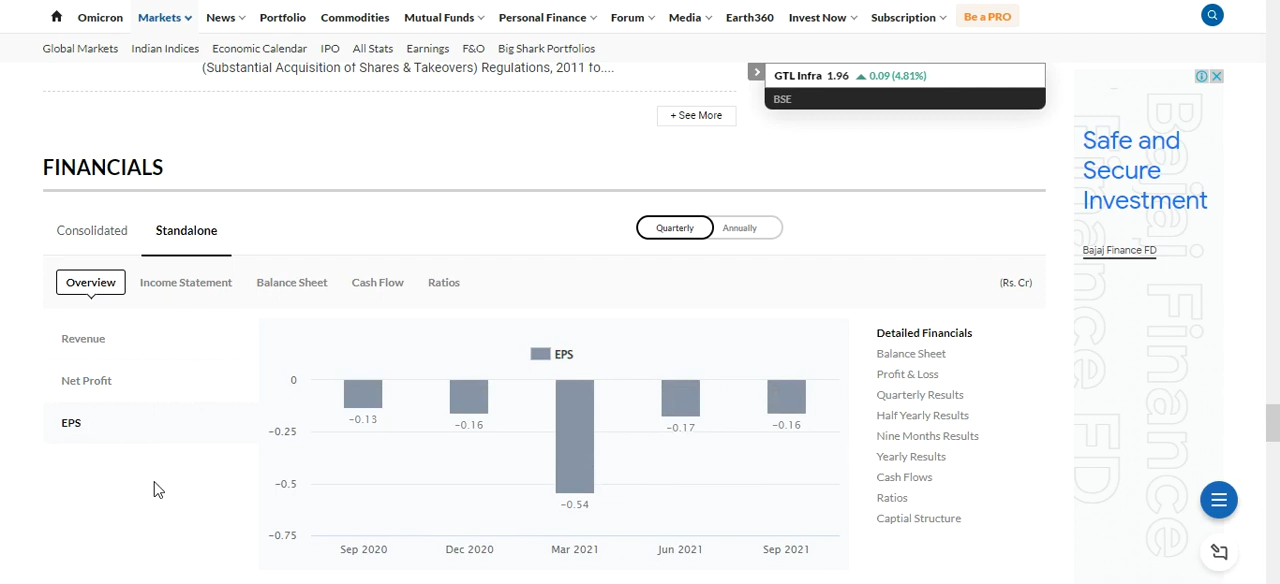 Omicron Markets News Portfolio Commodities Mutual Funds Personal Finance Forum Media Earth360 Invest Now Subscription Be a PRO
Global Markets Indian Indices Economic Calendar IPO All Stats Earnings F&O Big Shark Portfolios
(Substantial Acquisition of Shares & Takeovers) Regulations, 2011 fo....
GTL Infra 1.96 0.09 (4.81%)
BSE
+ See More
FINANCIALS
Consolidated Standalone
Quarterly Annually
Overview Income Statement Balance Sheet Cash Flow Ratios (Rs. Cr)
Revenue
Net Profit
EPS
EPS
0
−0.25
−0.5
−0.75
−0.13 −0.16 −0.54 −0.17 −0.16
Sep 2020 Dec 2020 Mar 2021 Jun 2021 Sep 2021
Detailed Financials
Balance Sheet
Profit & Loss
Quarterly Results
Half Yearly Results
Nine Months Results
Yearly Results
Cash Flows
Ratios
Captial Structure
Safe and
Secure
Investment
Bajaj Finance FD
Bajaj Finance
Finance FD